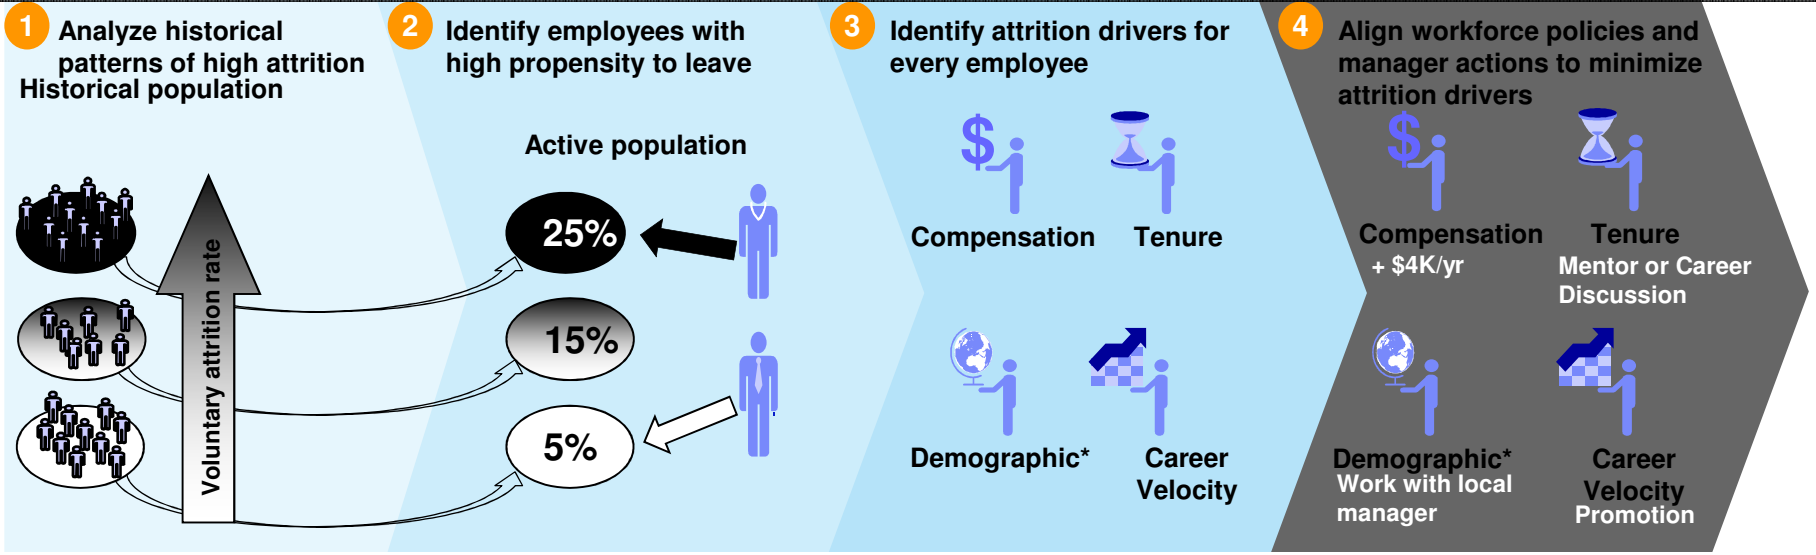 1
Analyze historical
patterns of high attrition
Historical population
Voluntary attrition rate
2
Identify employees with
high propensity to leave
Active population
25%
15%
5%
3
Identify attrition drivers for
every employee
$
Compensation
Tenure
Demographic*
Career
Velocity
4
Align workforce policies and
manager actions to minimize
attrition drivers
$
Compensation
+ $4K/yr
Tenure
Mentor or Career
Discussion
Demographic*
Work with local
manager
Career
Velocity
Promotion